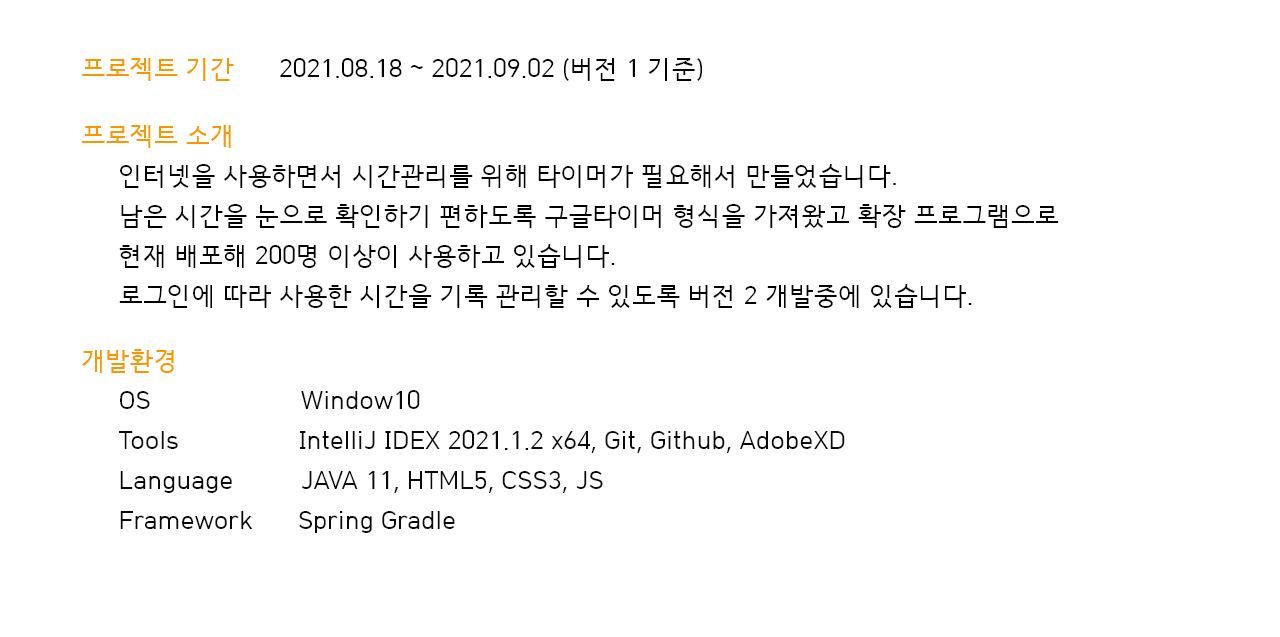 프로젝트 기간 2021.08.18 ~ 2021.09.02 (버전 1 기준)
프로젝트 소개
인터넷을 사용하면서 시간관리를 위해 타이머가 필요해서 만들었습니다.
남은 시간을 눈으로 확인하기 편하도록 구글타이머 형식을 가져왔고 확장 프로그램으로
현재 배포해 200명 이상이 사용하고 있습니다.
로그인에 따라 사용한 시간을 기록 관리할 수 있도록 버전 2 개발중에 있습니다.
개발환경
OS Window10
Tools IntelliJ IDEX 2021.1.2 x64, Git, Github, AdobeXD
Language JAVA 11, HTML5, CSS3, JS
Framework Spring Gradle